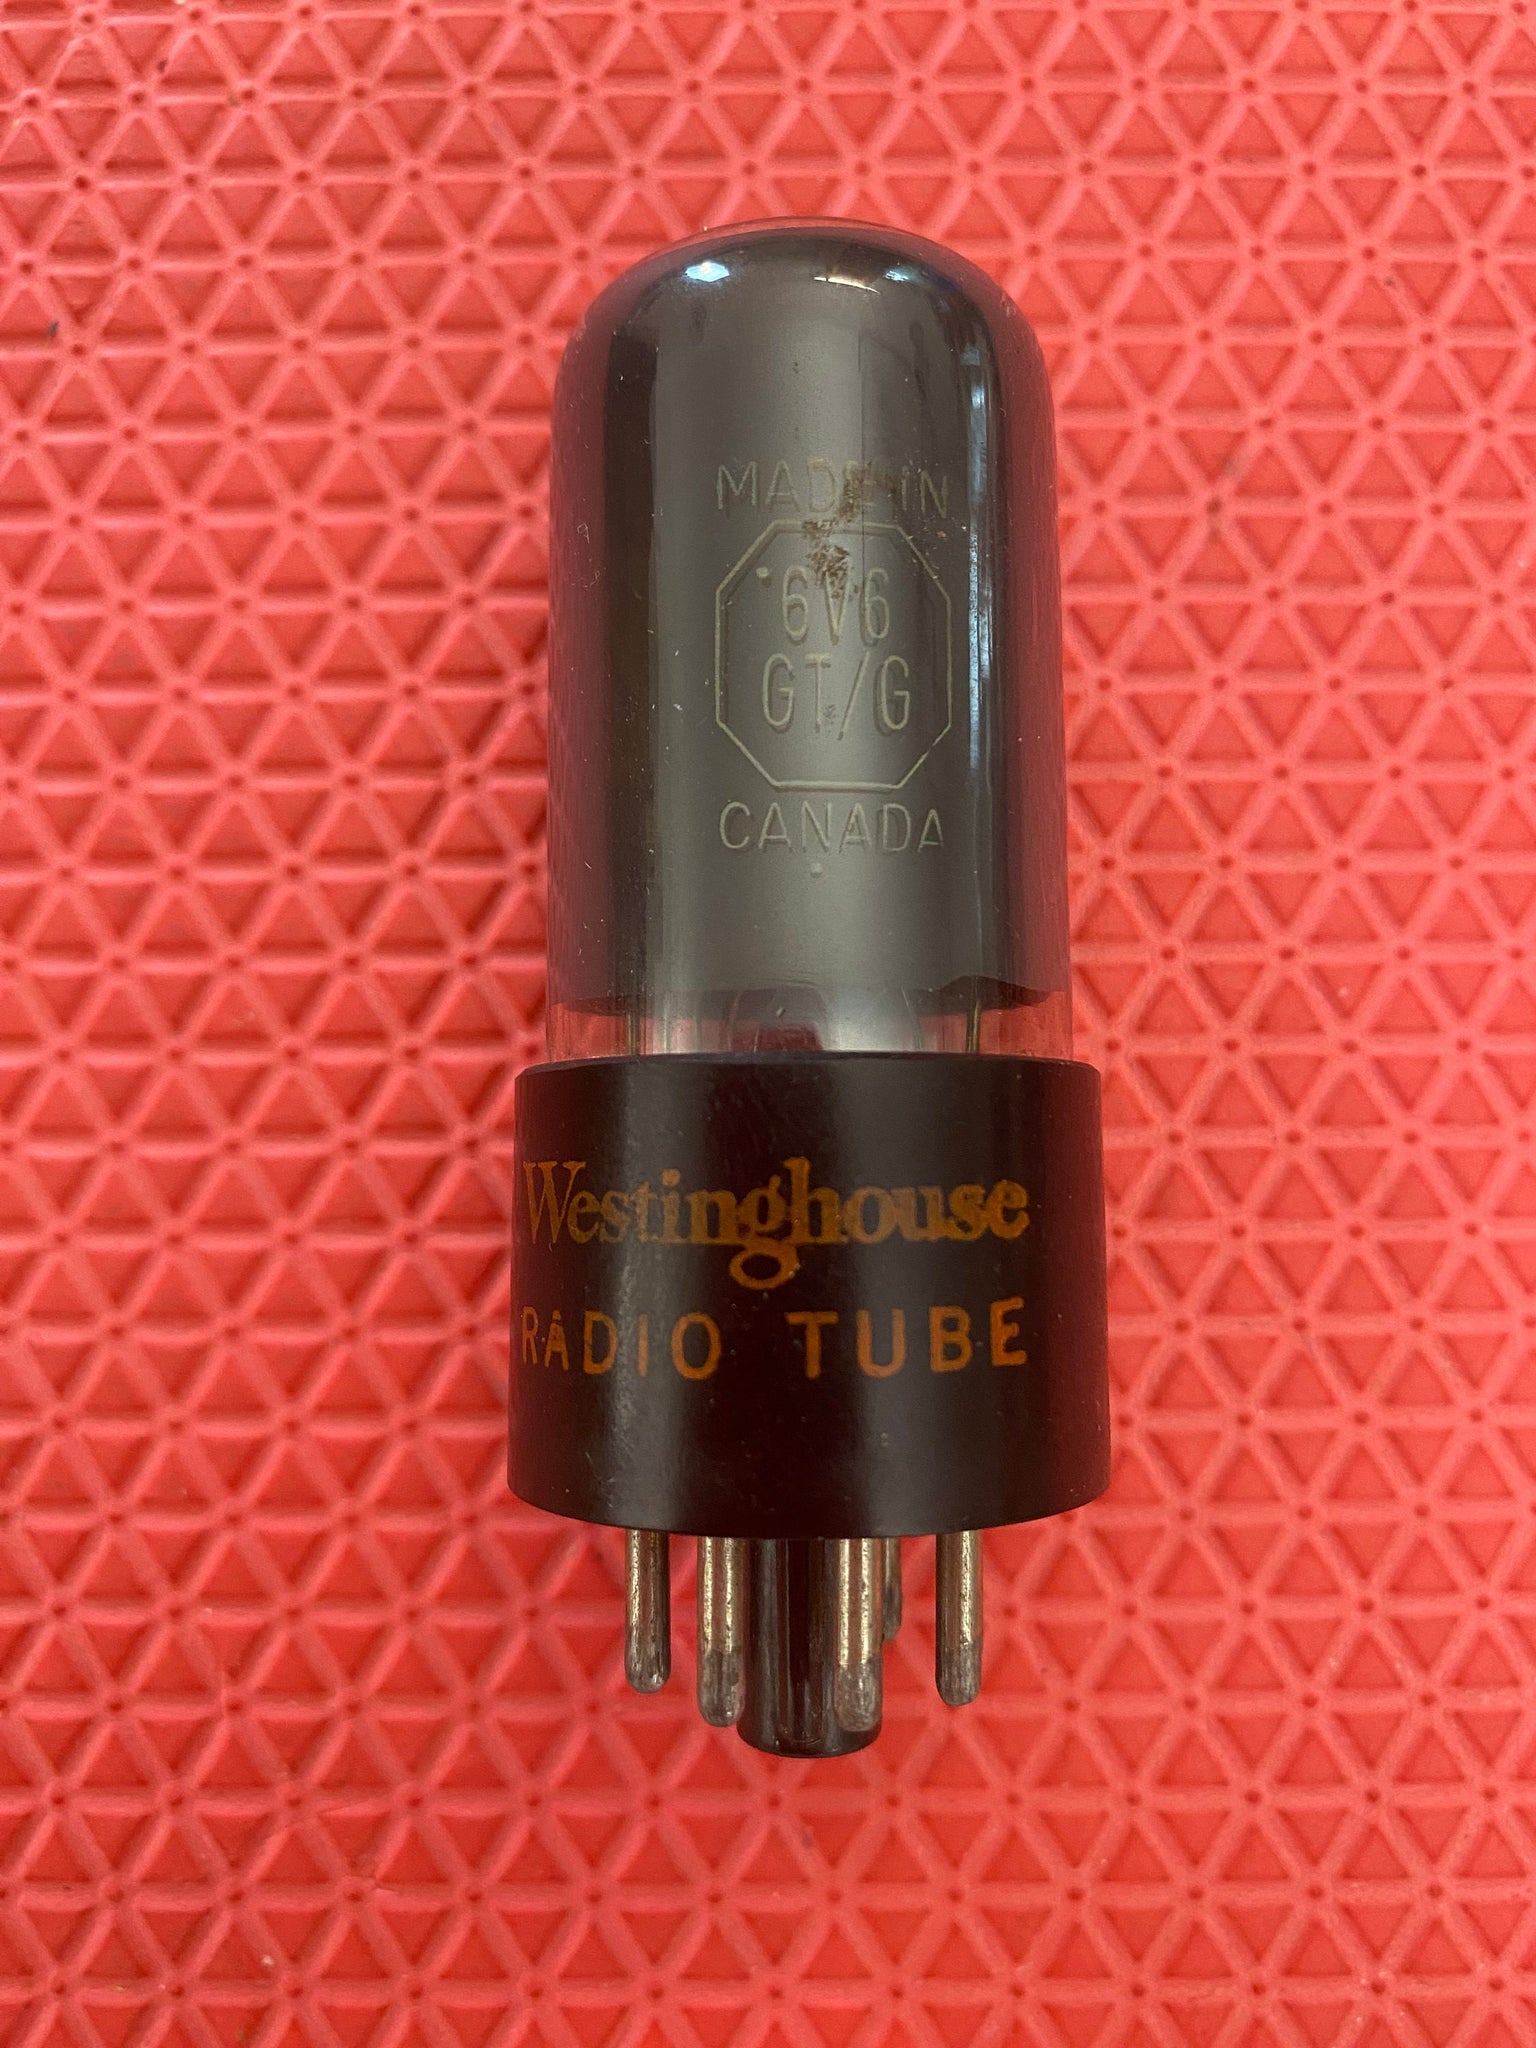 MADE IN
6V6
GT/G
CANADA
Westinghouse
RADIO TUBE